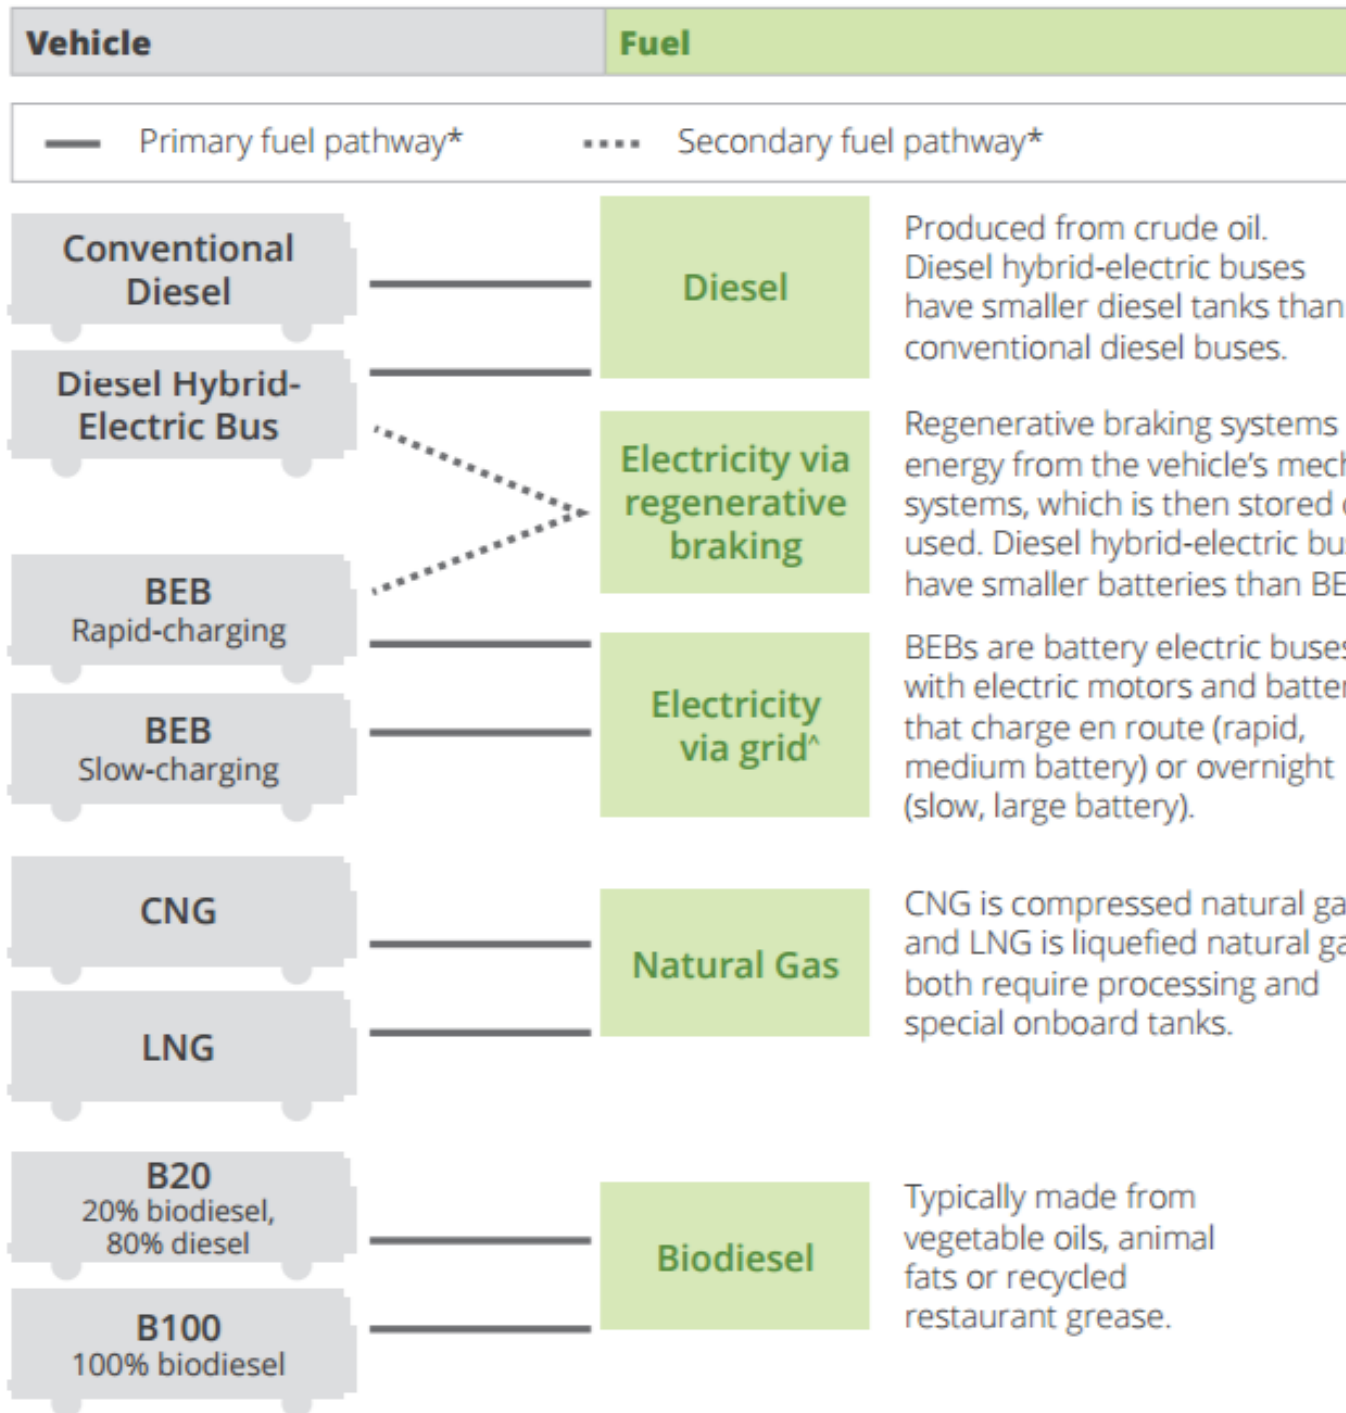 Vehicle
Fuel
Primary fuel pathway*
Secondary fuel pathway*
Conventional
Diesel
Diesel
Produced from crude oil.
Diesel hybrid-electric buses
have smaller diesel tanks than
conventional diesel buses.
Diesel Hybrid-
Electric Bus
Electricity via
regenerative
braking
Regenerative braking systems
energy from the vehicle's
systems, which is then stored
used. Diesel hybrid-electric
have smaller batteries than
BEB
Rapid-charging
BEB
Slow-charging
Electricity
via grid^
BEBs are battery electric buses
with electric motors and
that charge en route (rapid,
medium battery) or overnight
(slow, large battery).
CNG
LNG
Natural Gas
CNG is compressed natural
and LNG is liquefied natural
both require processing and
special onboard tanks.
B20
20% biodiesel,
80% diesel
B100
100% biodiesel
Biodiesel
Typically made from
vegetable oils, animal
fats or recycled
restaurant grease.